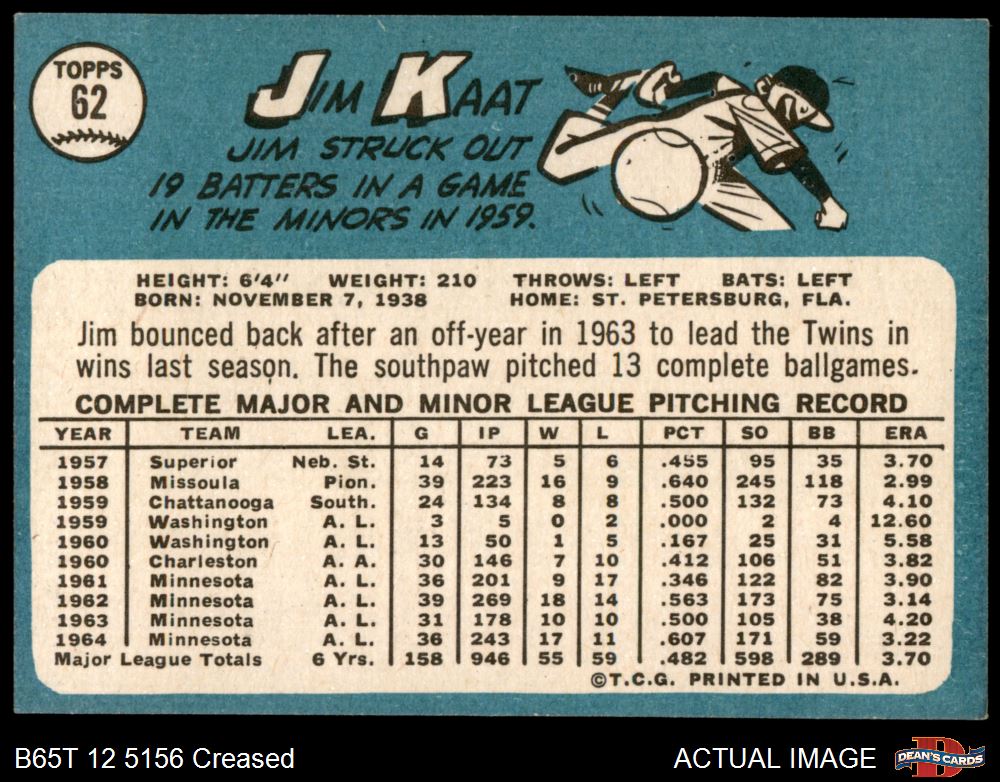 TOPPS
62
JIM KAAT
JIM STRUCK OUT
19 BATTERS IN A GAME
IN THE MINORS IN 1959.
HEIGHT: 6'4" WEIGHT: 210 THROWS: LEFT BATS: LEFT
BORN: NOVEMBER 7, 1938 HOME: ST. PETERSBURG, FLA.
Jim bounced back after an off-year in 1963 to lead the Twins in
wins last season. The southpaw pitched 13 complete ballgames.
COMPLETE MAJOR AND MINOR LEAGUE PITCHING RECORD
YEAR TEAM LEA. G IP W L PCT SO BB ERA
1957 Superior Neb. St. 14 73 5 6 .455 95 35 3.70
1958 Missoula Pion. 39 223 16 9 .640 245 118 2.99
1959 Chattanooga South. 24 134 8 8 .500 132 73 4.10
1959 Washington A. L. 3 5 0 2 .000 2 4 12.60
1960 Washington A. L. 13 50 1 5 .167 25 31 5.58
1960 Charleston A. A. 30 146 7 10 .412 106 51 3.82
1961 Minnesota A. L. 36 201 9 17 .346 122 82 3.90
1962 Minnesota A. L. 39 269 18 14 .563 173 75 3.14
1963 Minnesota A. L. 31 178 10 10 .500 105 38 4.20
1964 Minnesota A. L. 36 243 17 11 .607 171 59 3.22
Major League Totals 6 Yrs. 158 946 55 59 .482 598 289 3.70
©T.C.G. PRINTED IN U.S.A.
B65T 12 5156 Creased
ACTUAL IMAGE
D
DEAN'S CARDS